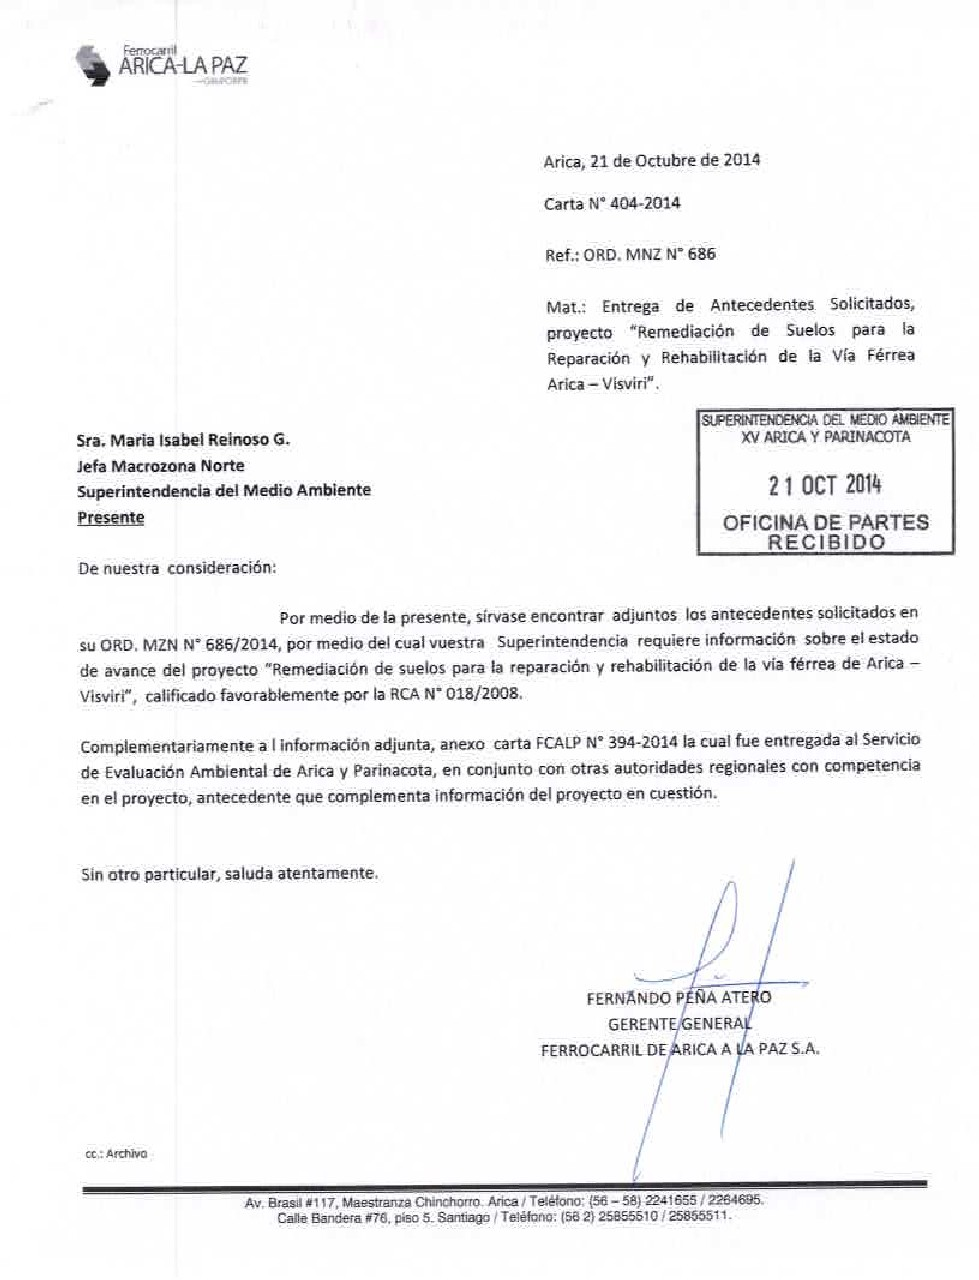 Ferrocarril
ARICA-LA PAZ
Arica, 21 de Octubre de 2014
Carta N° 404-2014
Ref.: ORD. MNZ N° 686
Mat.: Entrega de Antecedentes Solicitados,
proyecto "Remediación de Suelos para la
Reparación y Rehabilitación de la Vía Férrea
Arica – Visviri".
SUPERINTENDENCIA DEL MEDIO AMBIENTE
XV ARICA Y PARINACOTA
21 OCT 2014
OFICINA DE PARTES
RECIBIDO
Sra. Maria Isabel Reinoso G.
Jefa Macrozona Norte
Superintendencia del Medio Ambiente
Presente
De nuestra consideración:
Por medio de la presente, sírvase encontrar adjuntos los antecedentes solicitados en
su ORD. MZN N° 686/2014, por medio del cual vuestra Superintendencia requiere información sobre el estado
de avance del proyecto "Remediación de suelos para la reparación y rehabilitación de la vía férrea de Arica –
Visviri", calificado favorablemente por la RCA N° 018/2008.
Complementariamente a l información adjunta, anexo carta FCALP N° 394-2014 la cual fue entregada al Servicio
de Evaluación Ambiental de Arica y Parinacota, en conjunto con otras autoridades regionales con competencia
en el proyecto, antecedente que complementa información del proyecto en cuestión.
Sin otro particular, saluda atentamente.
FERNANDO PEÑA ATERO
GERENTE GENERAL
FERROCARRIL DE ARICA A LA PAZ S.A.
cc.: Archivo
Av. Brasil #117, Maestranza Chinchorro. Arica / Teléfono: (56 – 58) 2241655 / 2264695.
Calle Bandera #76, piso 5. Santiago / Teléfono: (56 2) 25855510 / 25855511.